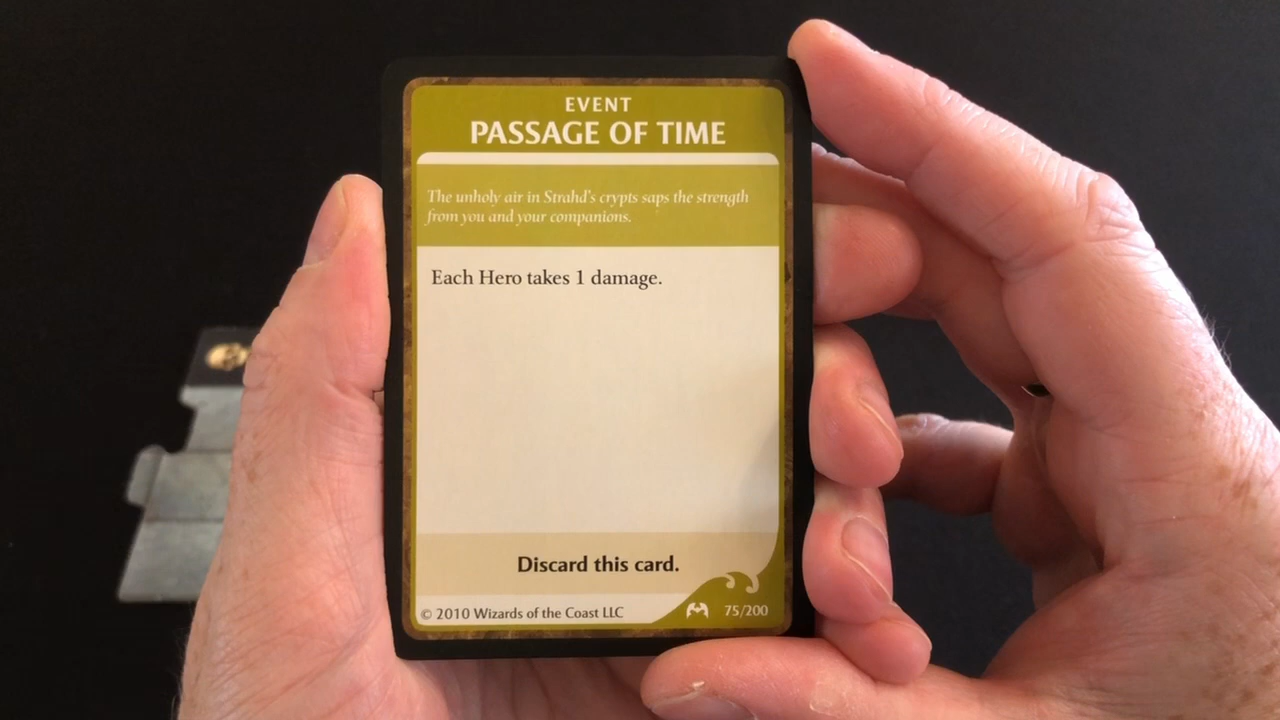 EVENT
PASSAGE OF TIME
The unholy air in Strahd's crypts saps the strength
from you and your companions.
Each Hero takes 1 damage.
Discard this card.
© 2010 Wizards of the Coast LLC
75/200